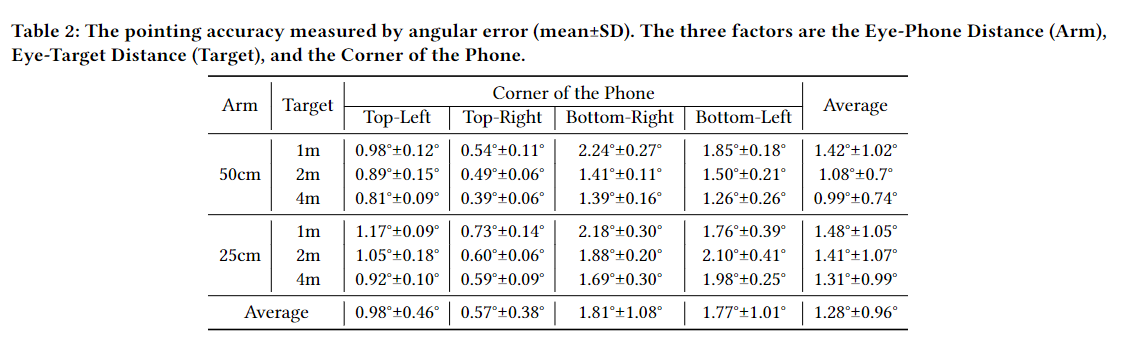 Table 2: The pointing accuracy measured by angular error (mean±SD). The three factors are the Eye-Phone Distance (Arm),
Eye-Target Distance (Target), and the Corner of the Phone.
Arm Target Corner of the Phone Average
Top-Left Top-Right Bottom-Right Bottom-Left
1m 0.98°±0.12° 0.54°±0.11° 2.24°±0.27° 1.85°±0.18° 1.42°±1.02°
50cm 2m 0.89°±0.15° 0.49°±0.06° 1.41°±0.11° 1.50°±0.21° 1.08°±0.7°
4m 0.81°±0.09° 0.39°±0.06° 1.39°±0.16° 1.26°±0.26° 0.99°±0.74°
1m 1.17°±0.09° 0.73°±0.14° 2.18°±0.30° 1.76°±0.39° 1.48°±1.05°
25cm 2m 1.05°±0.18° 0.60°±0.06° 1.88°±0.20° 2.10°±0.41° 1.41°±1.07°
4m 0.92°±0.10° 0.59°±0.09° 1.69°±0.30° 1.98°±0.25° 1.31°±0.99°
Average 0.98°±0.46° 0.57°±0.38° 1.81°±1.08° 1.77°±1.01° 1.28°±0.96°